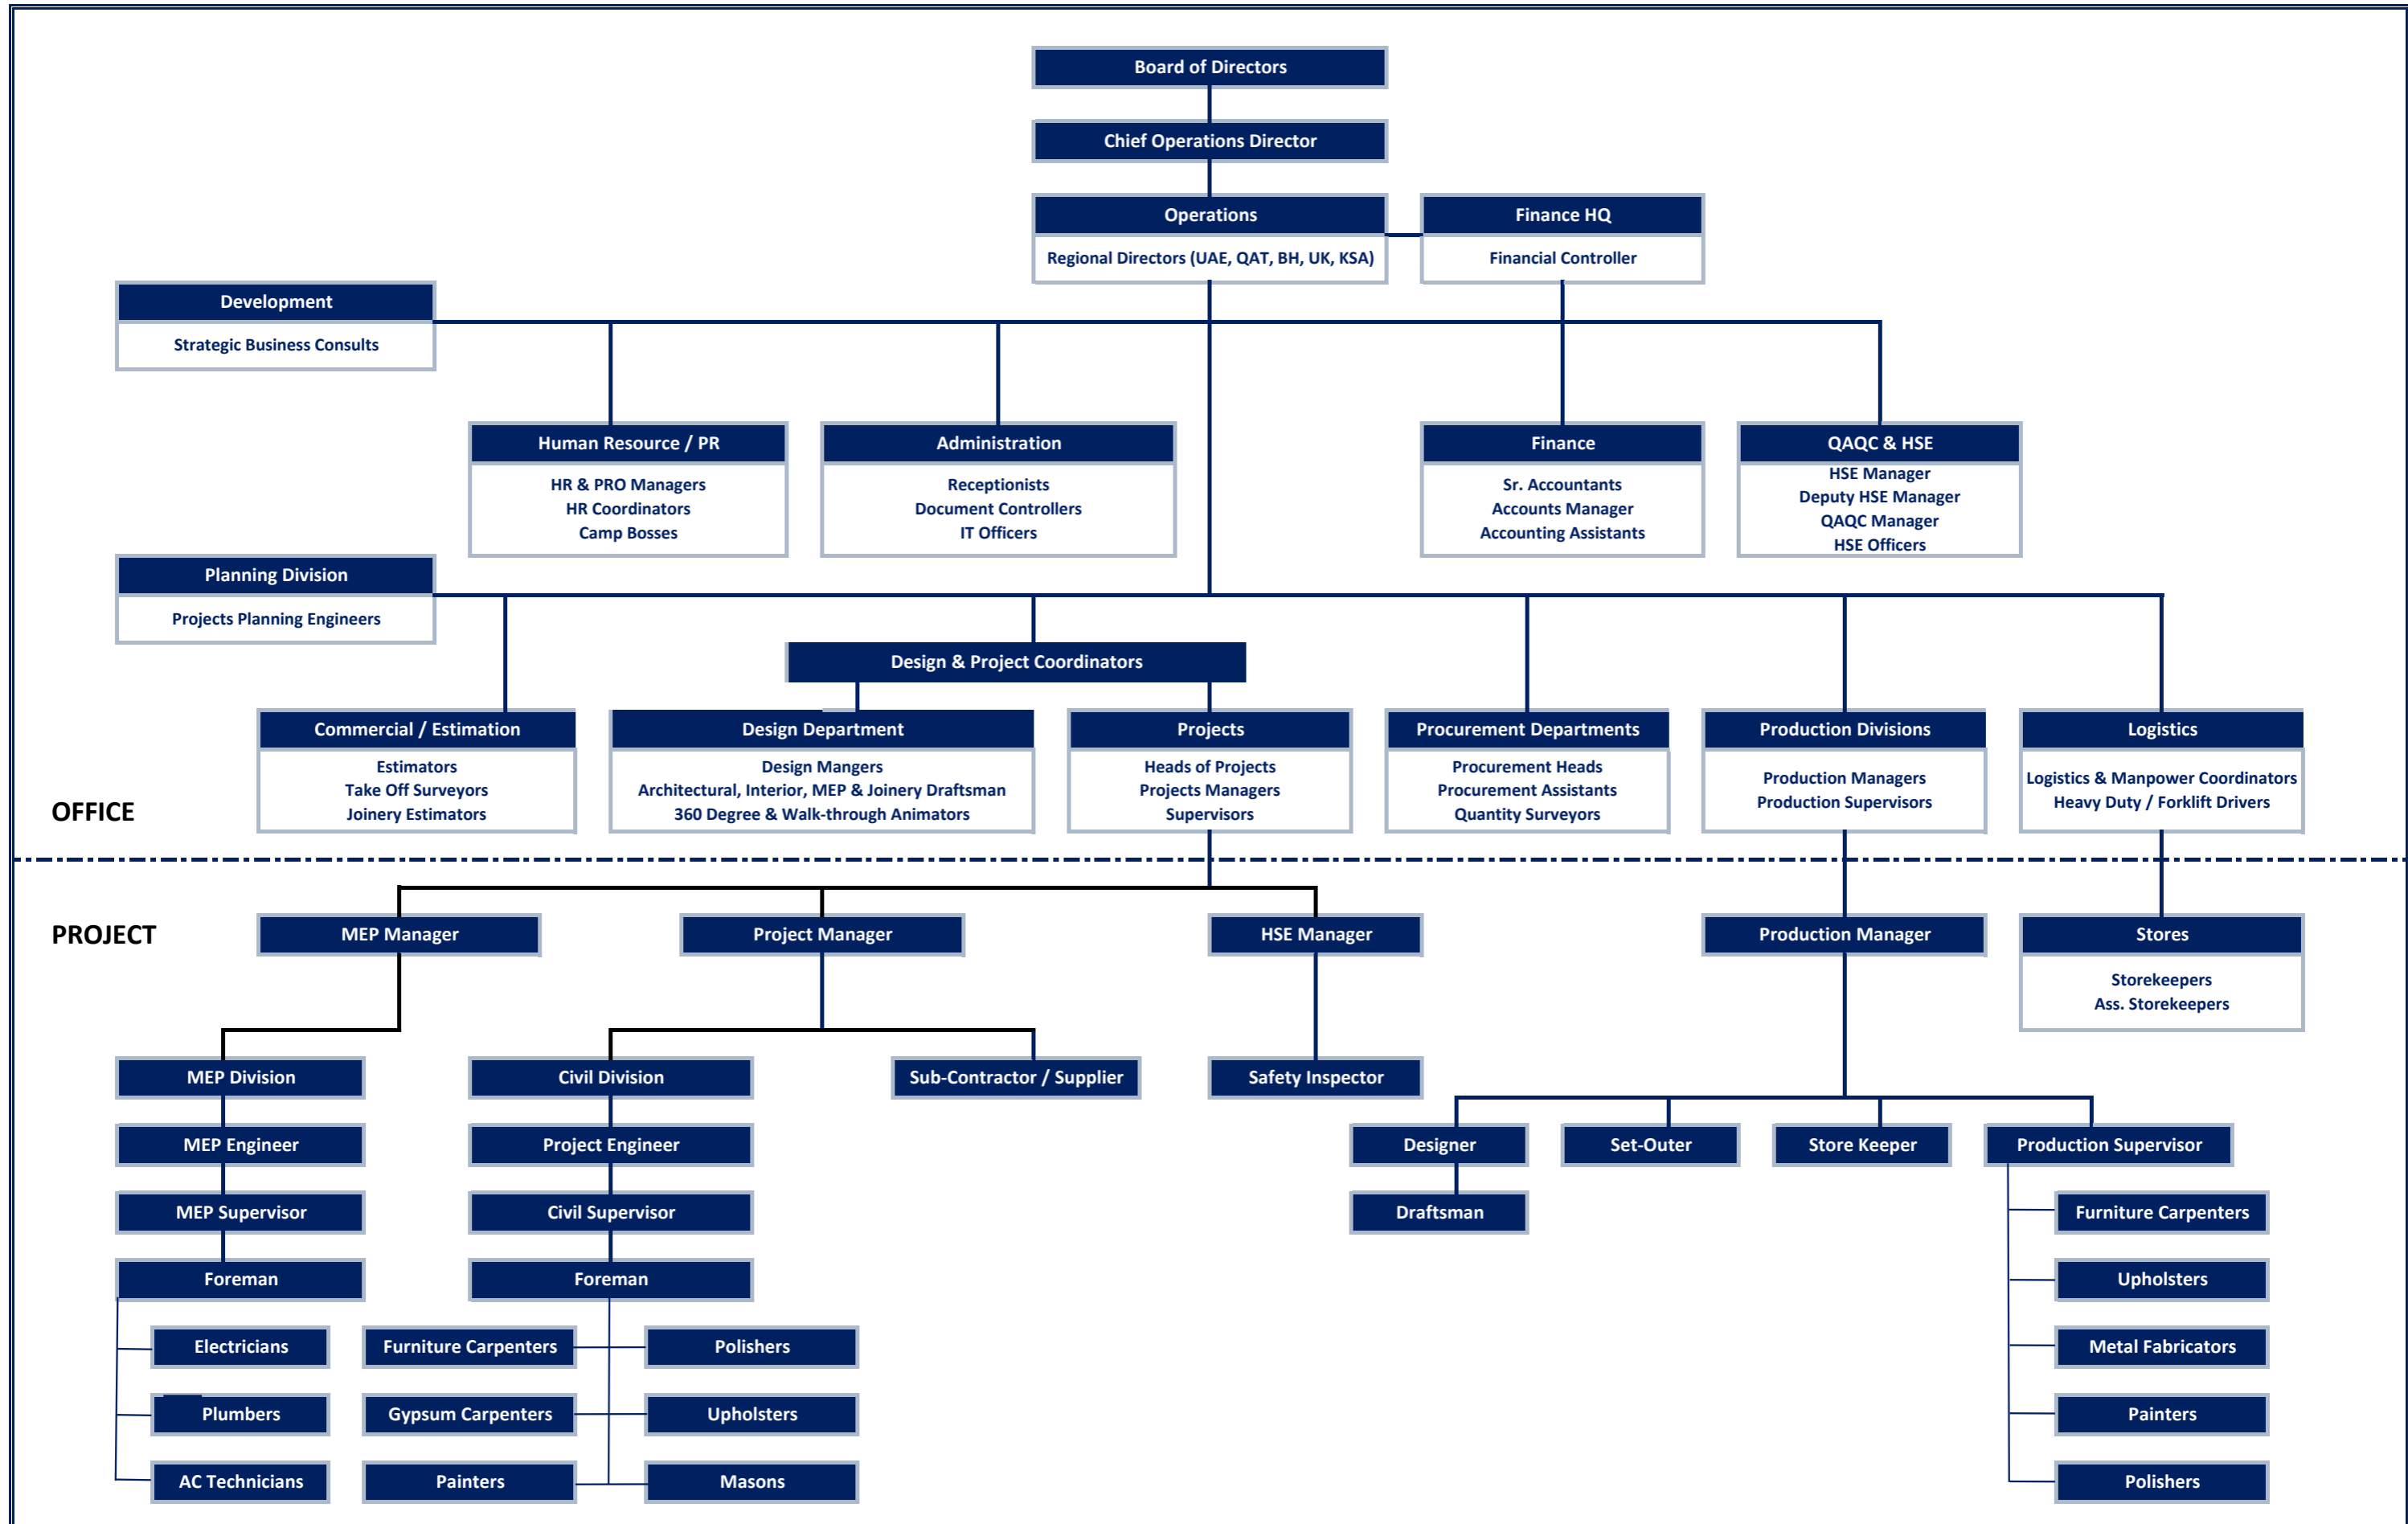 Board of Directors
Chief Operations Director
Operations
Regional Directors (UAE, QAT, BH, UK, KSA)
Finance HQ
Financial Controller
Development
Strategic Business Consults
Human Resource / PR
HR & PRO Managers
HR Coordinators
Camp Bosses
Administration
Receptionists
Document Controllers
IT Officers
Finance
Sr. Accountants
Accounts Manager
Accounting Assistants
QAQC & HSE
HSE Manager
Deputy HSE Manager
QAQC Manager
HSE Officers
Planning Division
Projects Planning Engineers
Design & Project Coordinators
Commercial / Estimation
Estimators
Take Off Surveyors
Joinery Estimators
Design Department
Design Mangers
Architectural, Interior, MEP & Joinery Draftsman
360 Degree & Walk-through Animators
Projects
Heads of Projects
Projects Managers
Supervisors
Procurement Departments
Procurement Heads
Procurement Assistants
Quantity Surveyors
Production Divisions
Production Managers
Production Supervisors
Logistics
Logistics & Manpower Coordinators
Heavy Duty / Forklift Drivers
OFFICE
PROJECT
MEP Manager
Project Manager
HSE Manager
Production Manager
Stores
Storekeepers
Ass. Storekeepers
MEP Division
Civil Division
Sub-Contractor / Supplier
Safety Inspector
MEP Engineer
Project Engineer
Designer
Set-Outer
Store Keeper
Production Supervisor
MEP Supervisor
Civil Supervisor
Draftsman
Furniture Carpenters
Foreman
Foreman
Upholsters
Electricians
Furniture Carpenters
Polishers
Metal Fabricators
Plumbers
Gypsum Carpenters
Upholsters
Painters
AC Technicians
Painters
Masons
Polishers